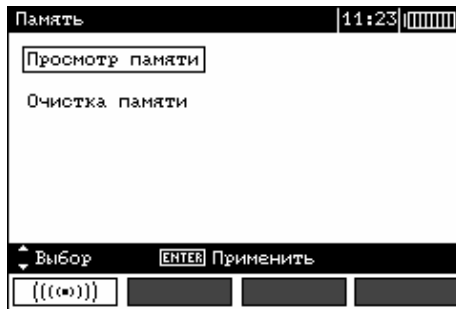 Память 11:23
Просмотр памяти
Очистка памяти
Выбор ENTER Применить